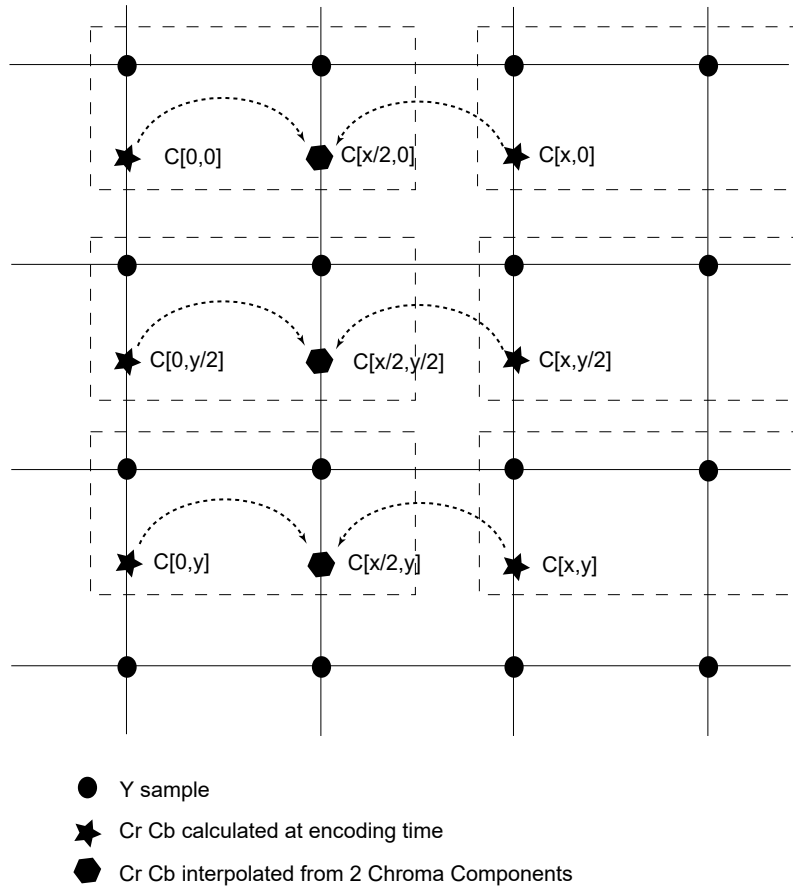 C[0,0] C[x/2,0] C[x,0]
C[0,y/2] C[x/2,y/2] C[x,y/2]
C[0,y] C[x/2,y] C[x,y]
Y sample
Cr Cb calculated at encoding time
Cr Cb interpolated from 2 Chroma Components